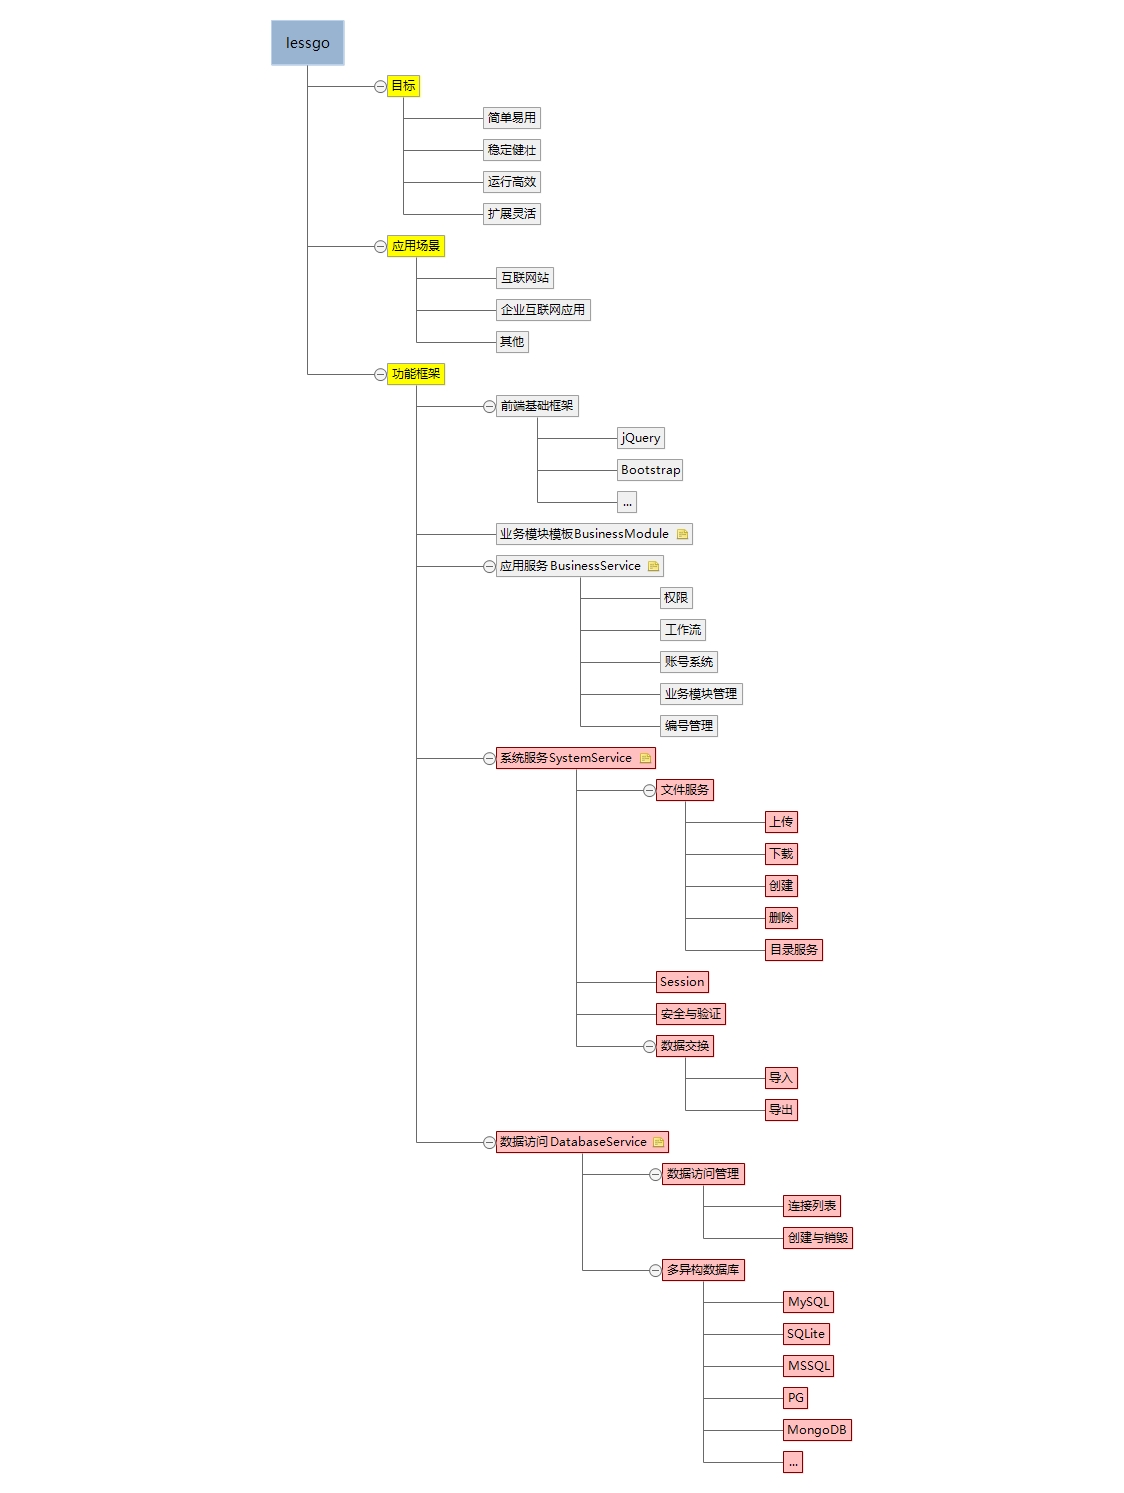 lessgo
目标
简单易用
稳定健壮
运行高效
扩展灵活
应用场景
互联网站
企业互联网应用
其他
功能框架
前端基础框架
jQuery
Bootstrap
...
业务模块模板BusinessModule
应用服务 BusinessService
权限
工作流
账号系统
业务模块管理
编号管理
系统服务SystemService
文件服务
上传
下载
创建
删除
目录服务
Session
安全与验证
数据交换
导入
导出
数据访问 DatabaseService
数据访问管理
连接列表
创建与销毁
多异构数据库
MySQL
SQLite
MSSQL
PG
MongoDB
...